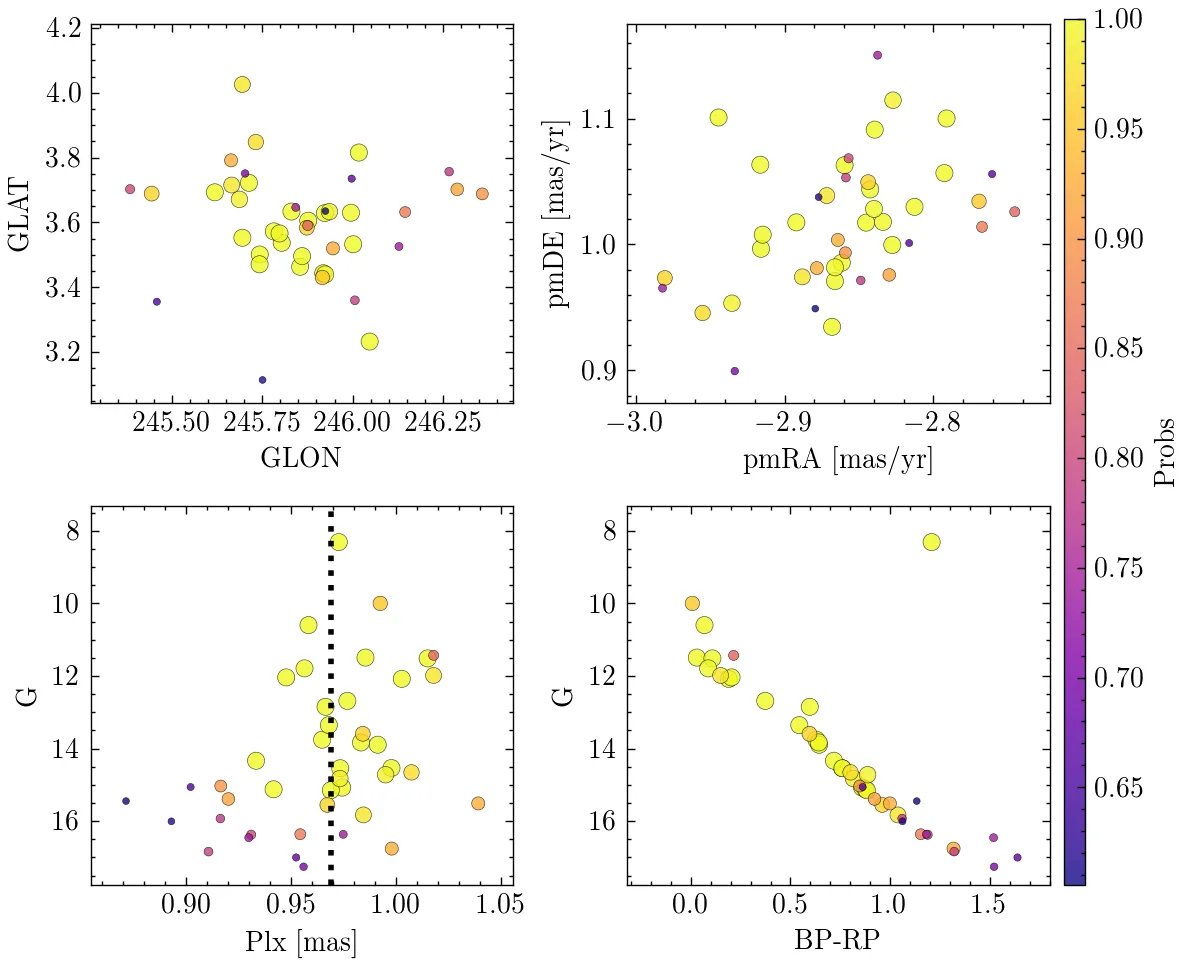 4.2
4.0
3.8
3.6
3.4
3.2
GLAT
245.50 245.75 246.00 246.25
GLON
1.1
1.0
0.9
pmDE [mas/yr]
−3.0 −2.9 −2.8
pmRA [mas/yr]
8
10
12
14
16
G
0.90 0.95 1.00 1.05
Plx [mas]
8
10
12
14
16
G
0.0 0.5 1.0 1.5
BP-RP
1.00
0.95
0.90
0.85
0.80
0.75
0.70
0.65
Probs